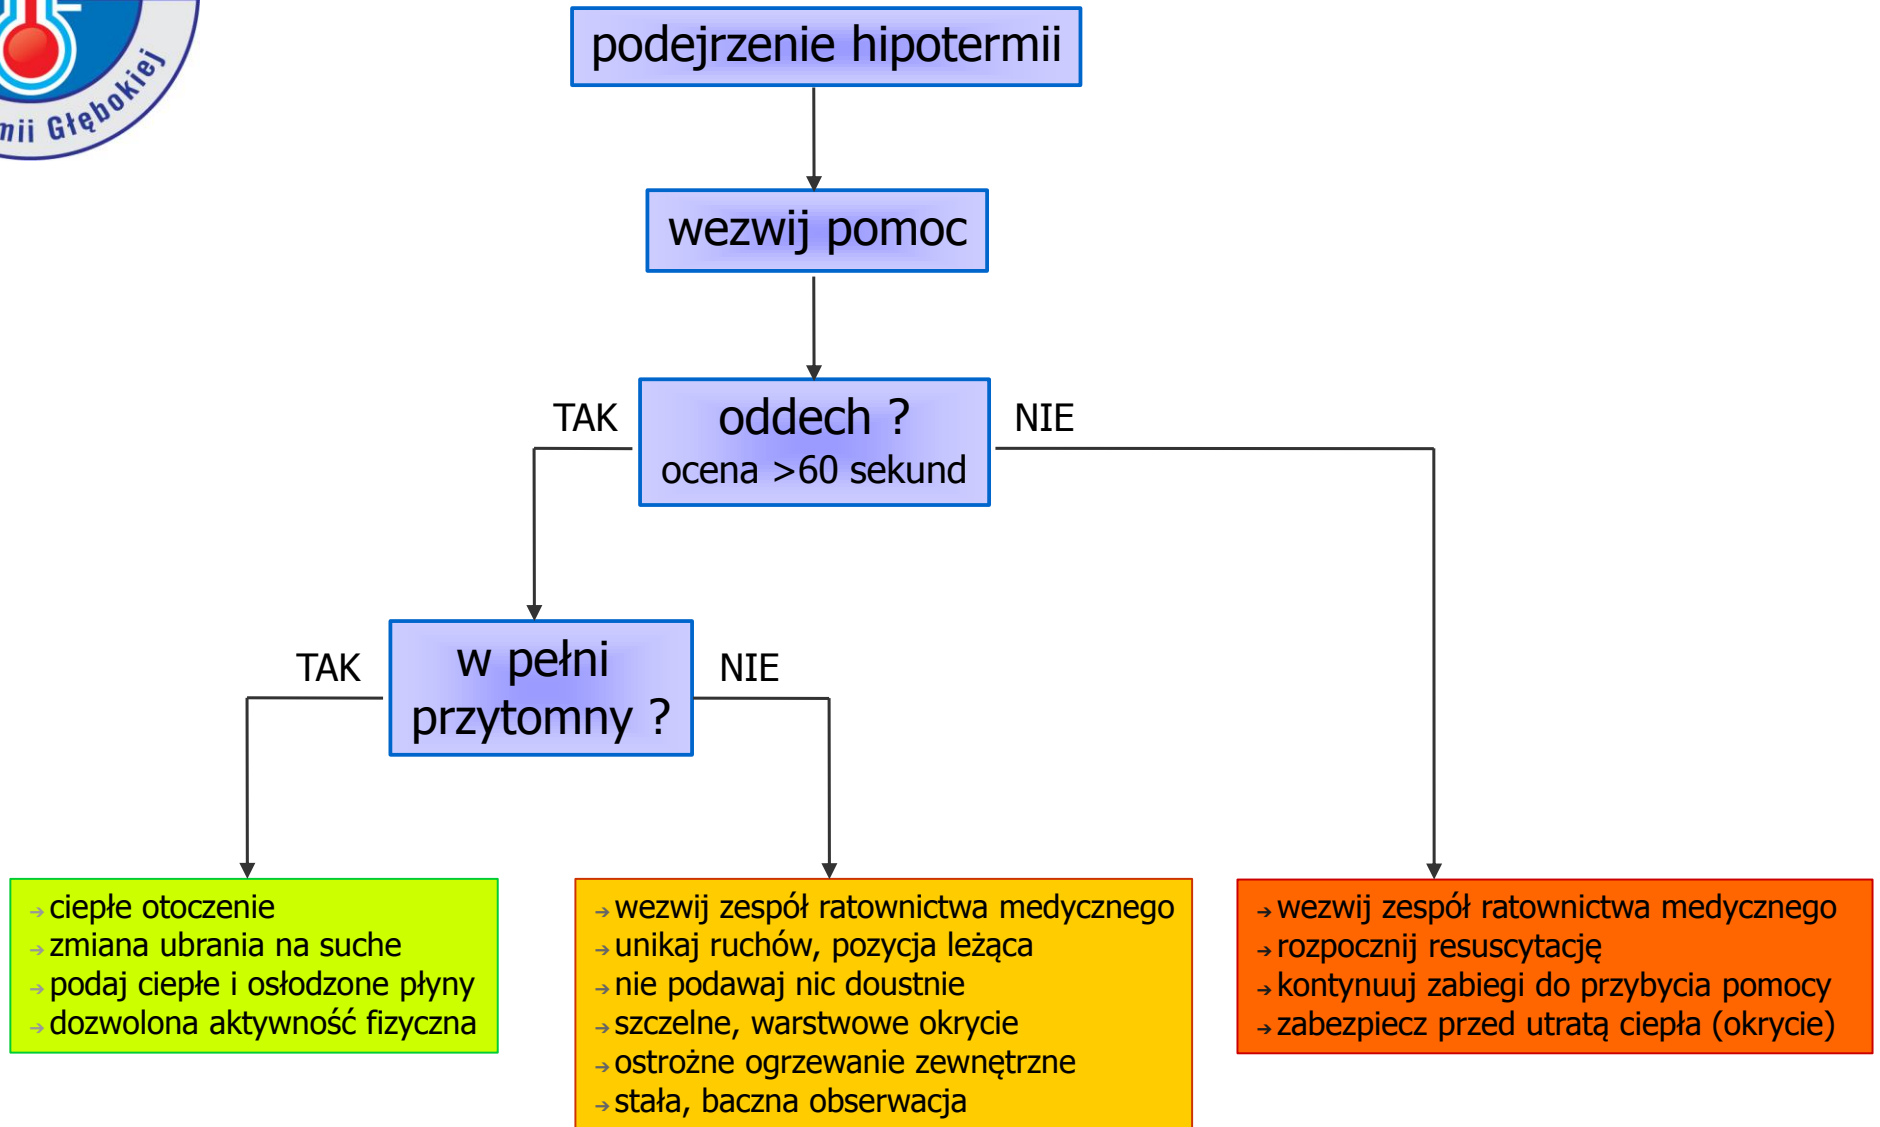 Głębokiej
podejrzenie hipotermii
wezwij pomoc
TAK
oddech ?
NIE
ocena >60 sekund
TAK
w pełni
NIE
przytomny ?
→ciepłe otoczenie
→zmiana ubrania na suche
→podaj ciepłe i osłodzone płyny
→dozwolona aktywność fizyczna
→wezwij zespół ratownictwa medycznego
→unikaj ruchów, pozycja leżąca
→nie podawaj nic doustnie
→szczelne, warstwowe okrycie
→ostrożne ogrzewanie zewnętrzne
→stała, baczna obserwacja
→wezwij zespół ratownictwa medycznego
→rozpocznij resuscytację
→kontynuuj zabiegi do przybycia pomocy
→zabezpiecz przed utratą ciepła (okrycie)